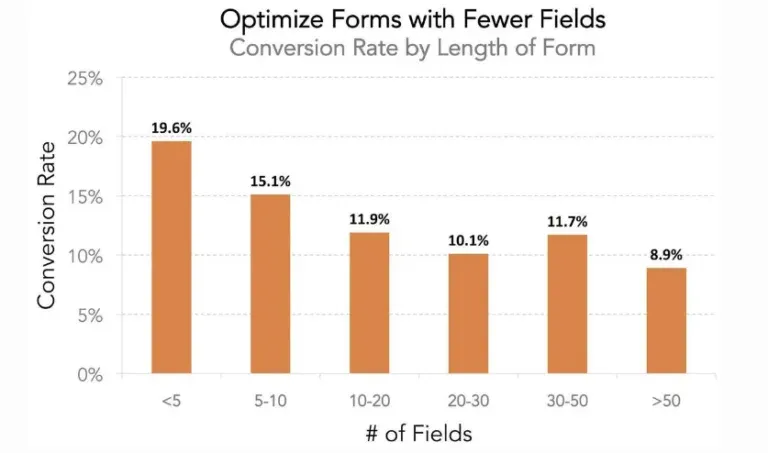 Optimize Forms with Fewer Fields
Conversion Rate by Length of Form
25%
20%
15%
10%
5%
0%
Conversion Rate
19.6%
15.1%
11.9%
10.1%
11.7%
8.9%
<5 5-10 10-20 20-30 30-50 >50
# of Fields